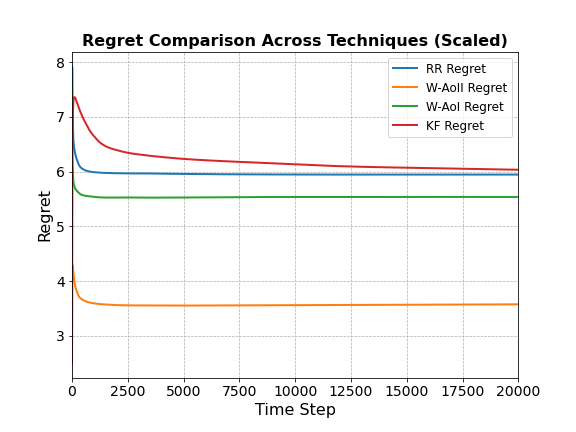 Regret Comparison Across Techniques (Scaled)
8
7
6
5
4
3
Regret
RR Regret
W-AoII Regret
W-AoI Regret
KF Regret
0 2500 5000 7500 10000 12500 15000 17500 20000
Time Step